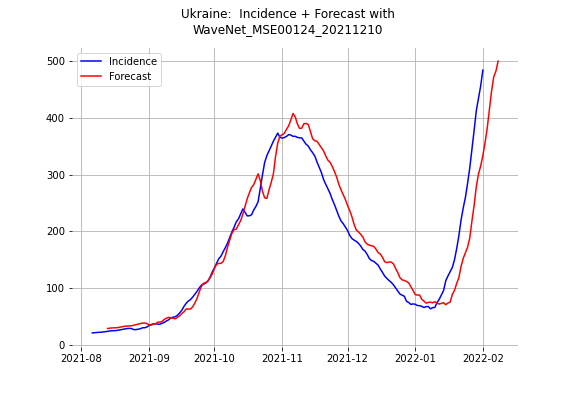 Ukraine:  Incidence + Forecast with
WaveNet_MSE00124_20211210
Incidence
Forecast
500
400
300
200
100
0
2021-08 2021-09 2021-10 2021-11 2021-12 2022-01 2022-02